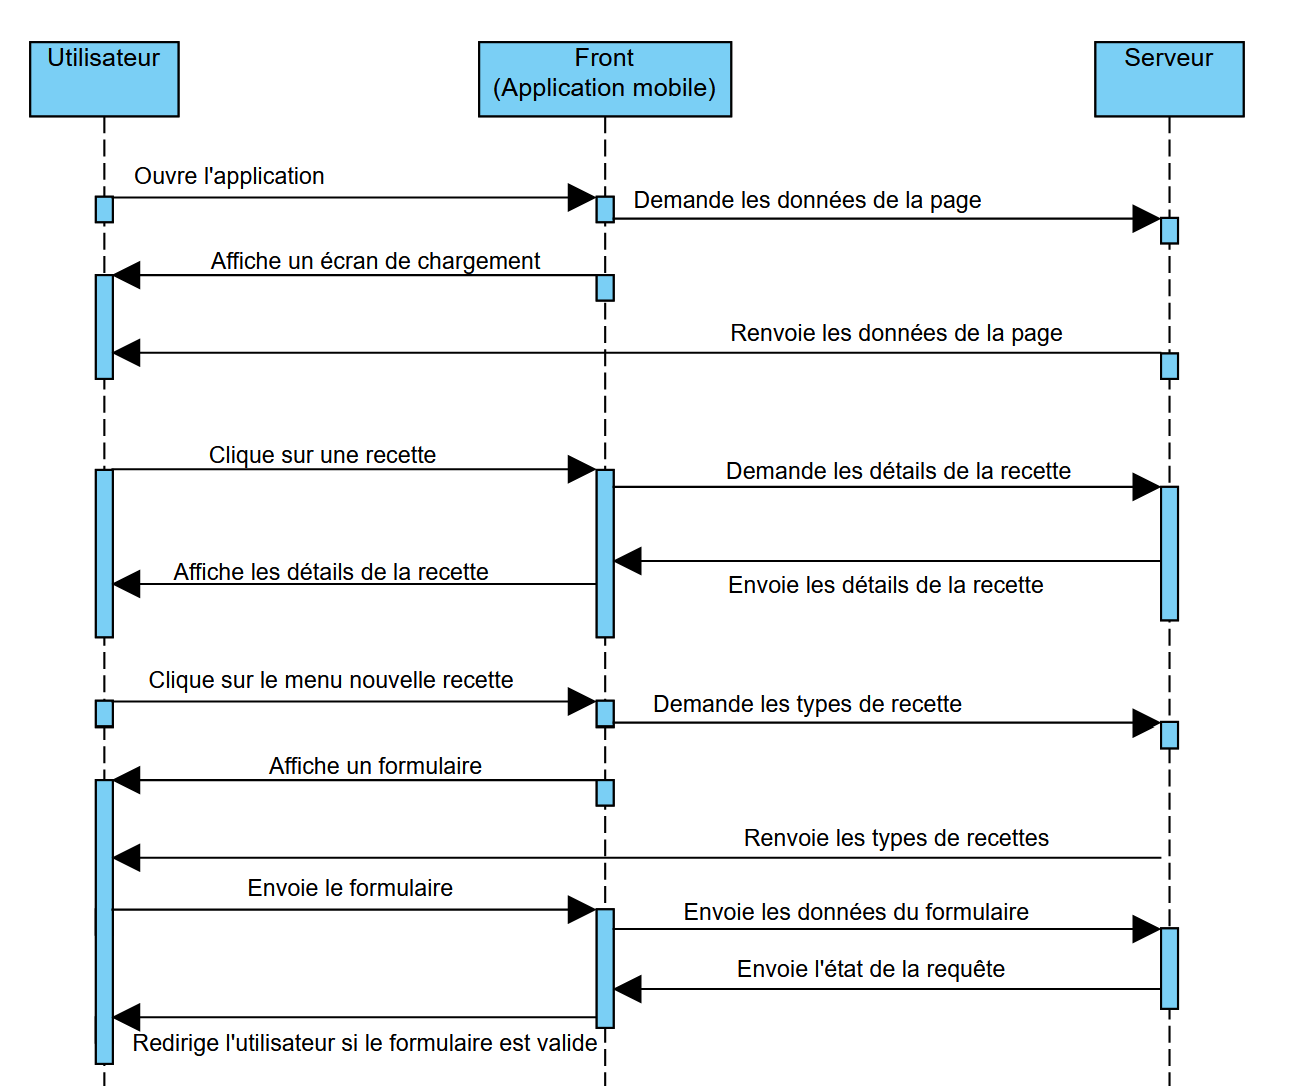 Utilisateur
Front
(Application mobile)
Serveur
Ouvre l'application
Demande les données de la page
Affiche un écran de chargement
Renvoie les données de la page
Clique sur une recette
Demande les détails de la recette
Affiche les détails de la recette
Envoie les détails de la recette
Clique sur le menu nouvelle recette
Demande les types de recette
Affiche un formulaire
Renvoie les types de recettes
Envoie le formulaire
Envoie les données du formulaire
Envoie l'état de la requête
Redirige l'utilisateur si le formulaire est valide